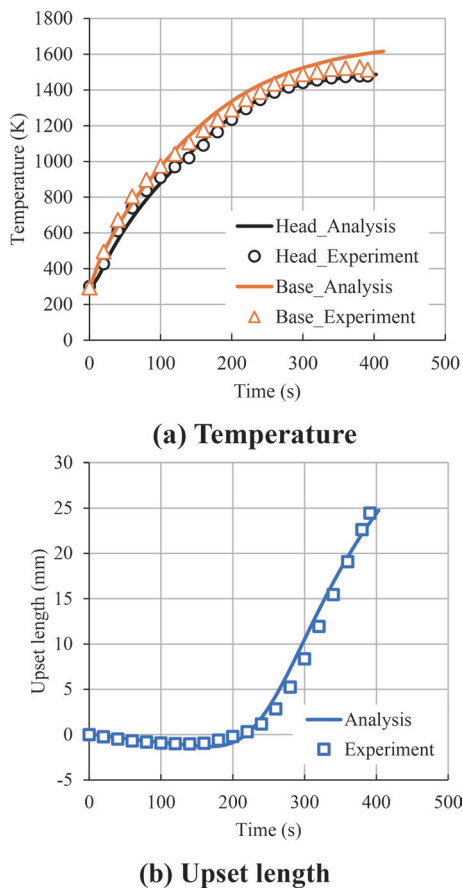 1800
1600
1400
1200
1000
800
600
400
200
0
Temperature (K)
Head_Analysis
Head_Experiment
Base_Analysis
Base_Experiment
0 100 200 300 400 500
Time (s)
(a) Temperature
30
25
20
15
10
5
0
-5
Upset length (mm)
Analysis
Experiment
0 100 200 300 400 500
Time (s)
(b) Upset length